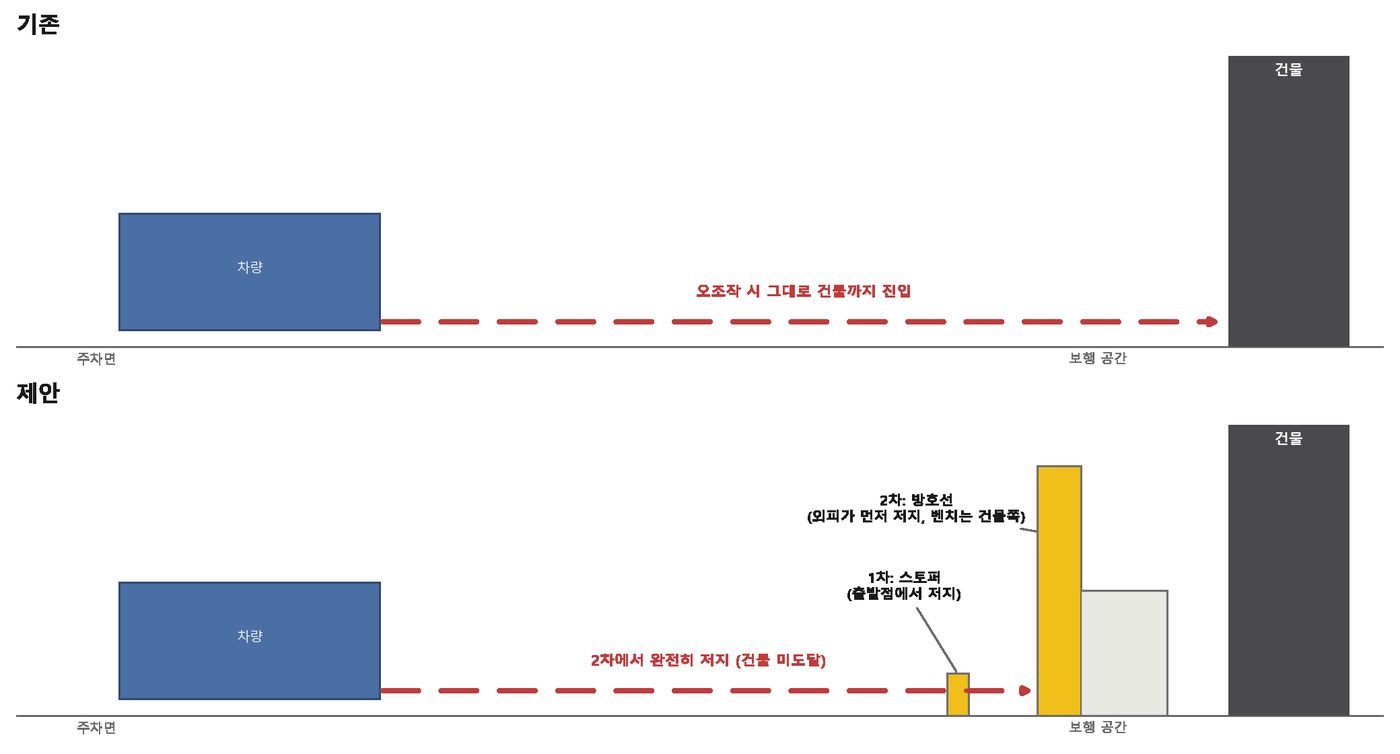 기존
건물
차량
오조작 시 그대로 건물까지 진입
주차면
보행 공간
제안
건물
2차: 방호선
(외피가 먼저 저지, 벤치는 건물쪽)
1차: 스토퍼
(출발점에서 저지)
차량
2차에서 완전히 저지 (건물 미도달)
주차면
보행 공간